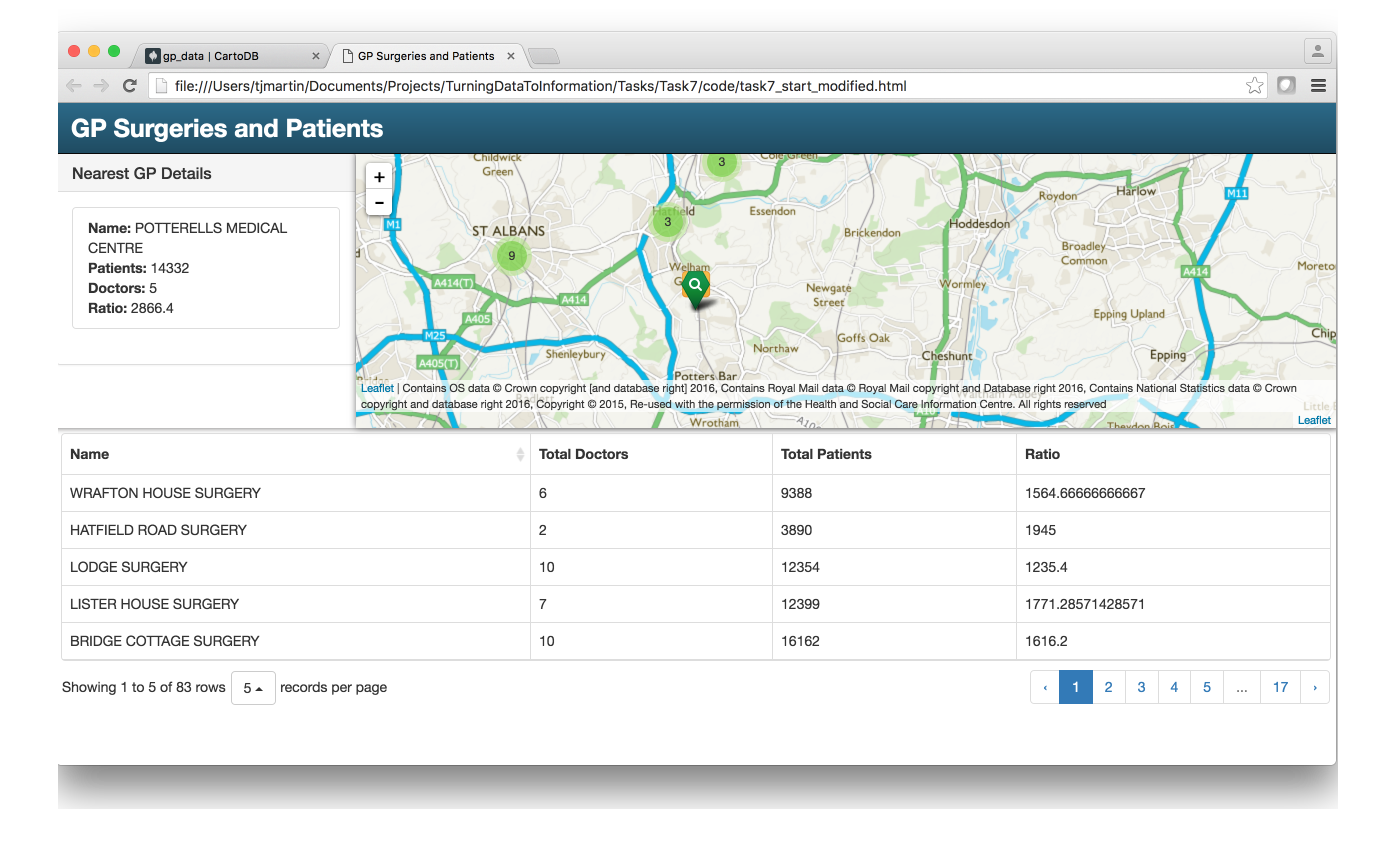 gp_data | CartoDB
GP Surgeries and Patients
file:///Users/tjmartin/Documents/Projects/TurningDataToInformation/Tasks/Task7/code/task7_start_modified.html
GP Surgeries and Patients
Nearest GP Details
Name: POTTERELLS MEDICAL
CENTRE
Patients: 14332
Doctors: 5
Ratio: 2866.4
+
-
Childwick
Green
3
Cole Green
Roydon
Harlow
M11
M1
ST ALBANS
Hatfield
3
Essendon
Brickendon
Hoddesdon
9
Broadley
Common
Welham
A414(T)
A414
A414
Newgate
Street
Wormley
A405
Epping Upland
M25
Goffs Oak
Northaw
Shenleybury
Cheshunt
Epping
A405(T)
Potters Bar
Leaflet | Contains OS data © Crown copyright [and database right] 2016, Contains Royal Mail data © Royal Mail copyright and Database right 2016, Contains National Statistics data © Crown
copyright and database right 2016, Copyright © 2015, Re-used with the permission of the Health and Social Care Information Centre. All rights reserved
Wrotham
Theydon Bois
Leaflet
Name Total Doctors Total Patients Ratio
WRAFTON HOUSE SURGERY 6 9388 1564.66666666667
HATFIELD ROAD SURGERY 2 3890 1945
LODGE SURGERY 10 12354 1235.4
LISTER HOUSE SURGERY 7 12399 1771.28571428571
BRIDGE COTTAGE SURGERY 10 16162 1616.2
Showing 1 to 5 of 83 rows 5 records per page ‹ 1 2 3 4 5 ... 17 ›